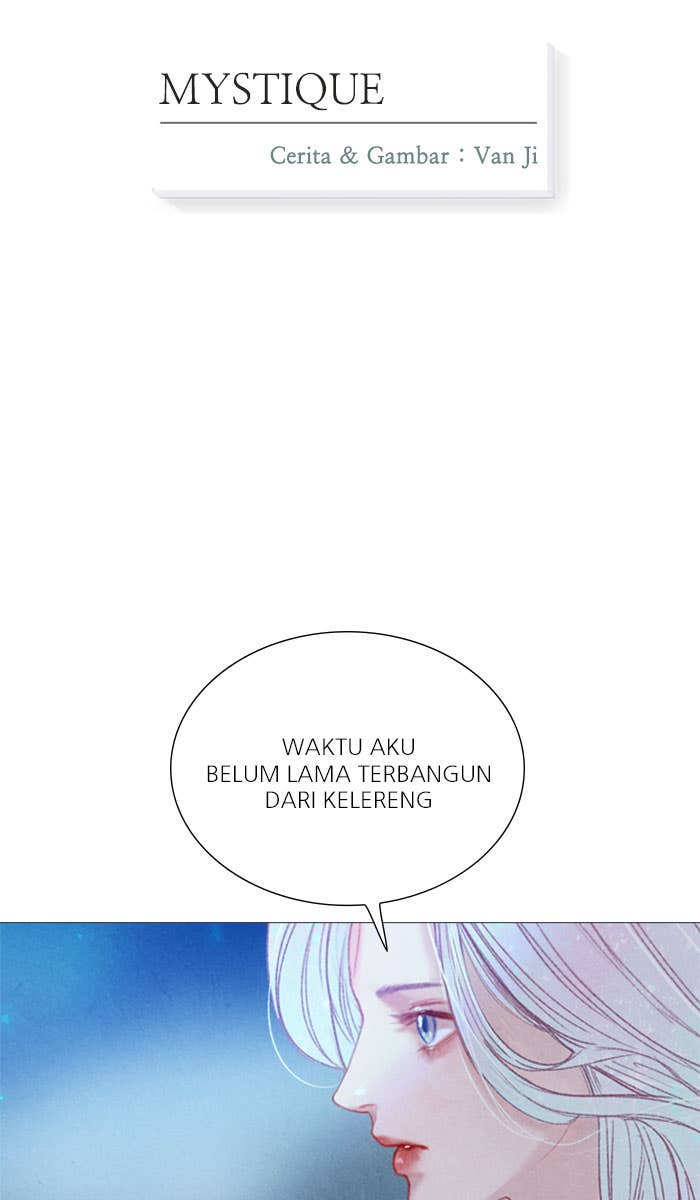 MYSTIQUE
Cerita & Gambar : Van Ji
WAKTU AKU
BELUM LAMA TERBANGUN
DARI KELERENG